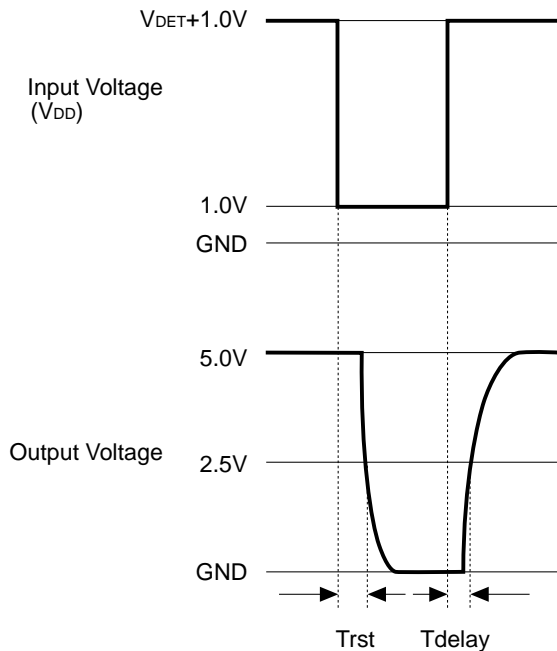 VDET+1.0V
Input Voltage
(VDD)
1.0V
GND
5.0V
Output Voltage
2.5V
GND
Trst
Tdelay